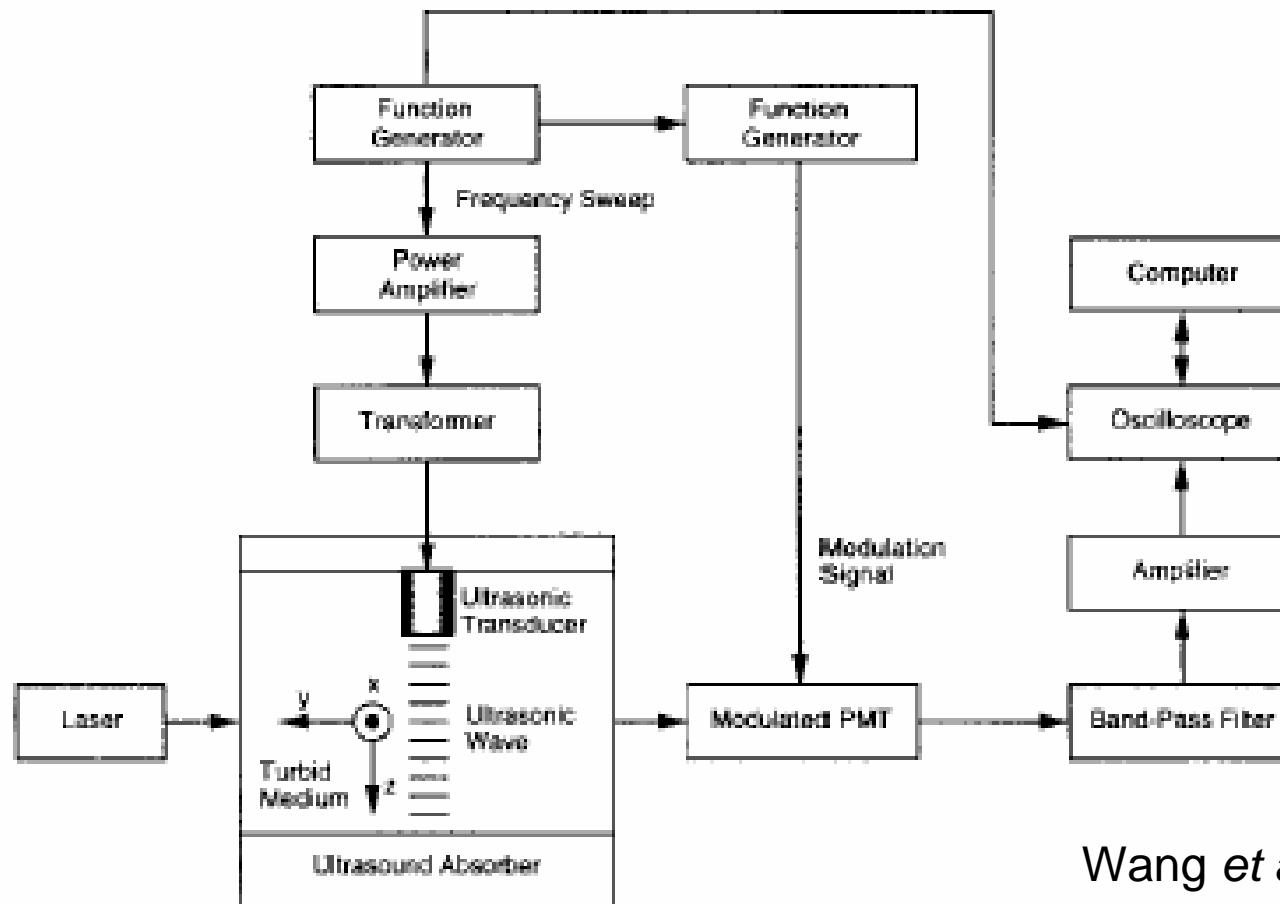 Function
Generator
Function
Generator
Frequency Sweep
Power
Amplifier
Computer
Transformer
Oscilloscope
Modulation
Signal
Amplifier
Ultrasonic
Transducer
Laser
y
x
z
Ultrasonic
Wave
Turbid
Medium
Modulated PMT
Band-Pass Filter
Ultrasound Absorber
Wang et a